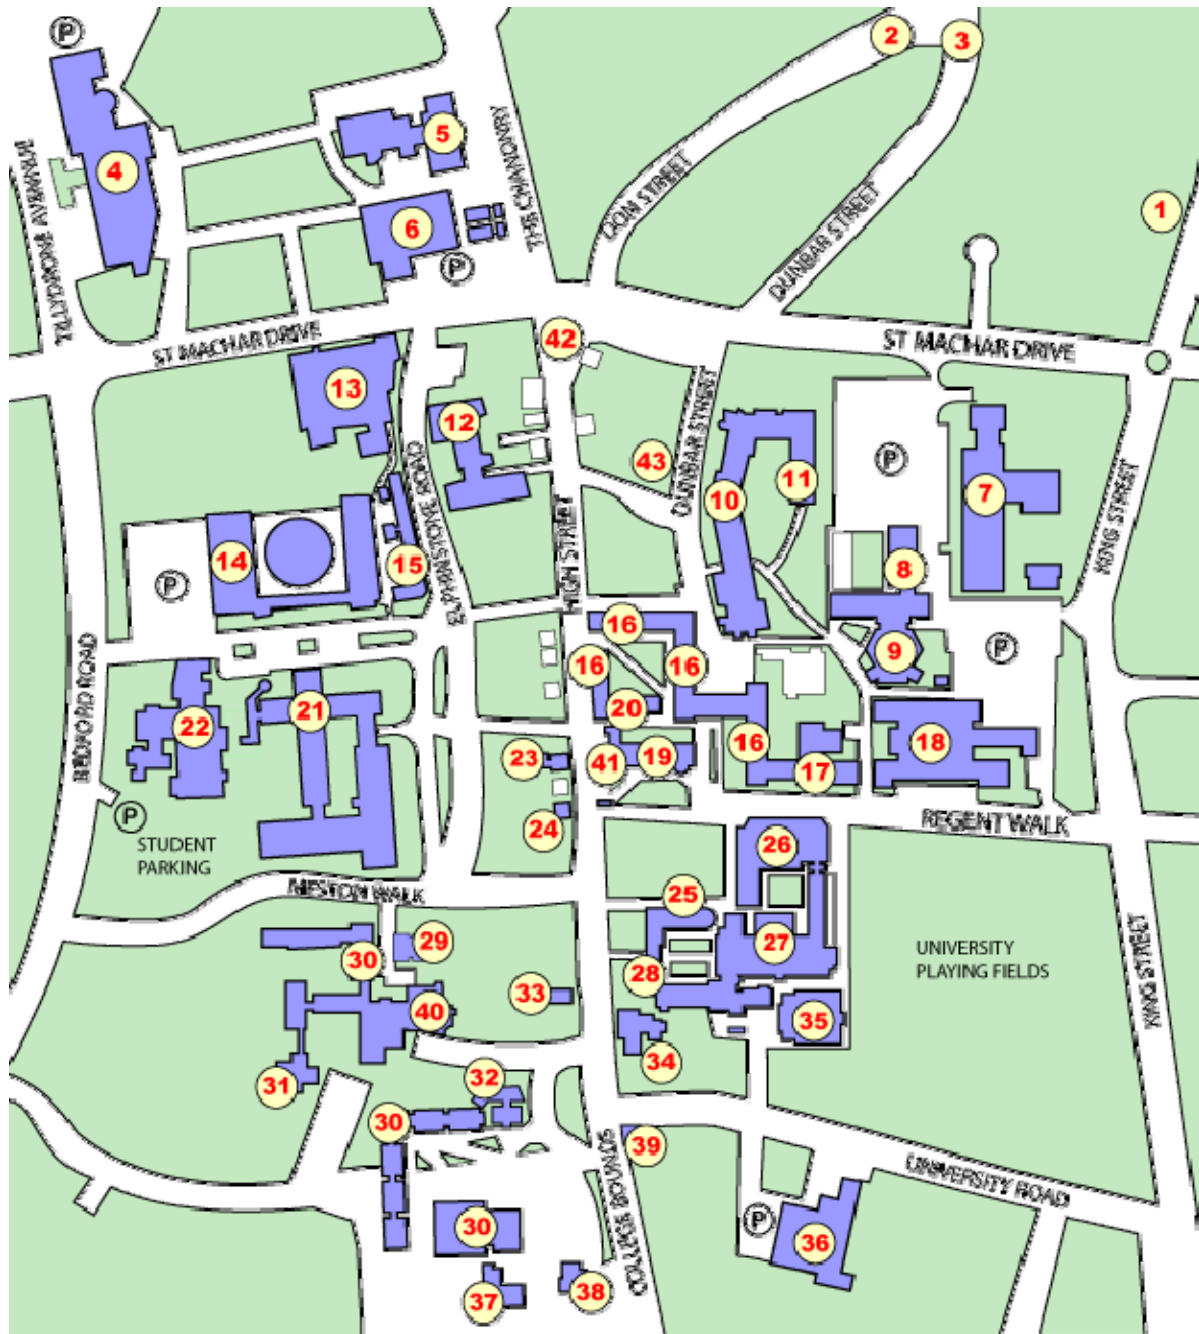 P
2
3
5
4
THE CHANONRY
TILLYDRONE AVENUE
LION STREET
DUNBAR STREET
1
6
P
ST MACHAR DRIVE
42
ST MACHAR DRIVE
13
12
DUNBAR STREET
43
P
11
10
7
ELPHINSTONE ROAD
HIGH STREET
KING STREET
14
15
P
8
16
9
P
BEDFORD ROAD
16
16
22
21
20
18
16
23
41
19
17
P
24
REGENT WALK
STUDENT
PARKING
26
MESTON WALK
25
29
27
UNIVERSITY
PLAYING FIELDS
KING STREET
30
28
33
40
35
34
31
32
30
39
COLLEGE BOUNDS
UNIVERSITY ROAD
30
P
36
38
37